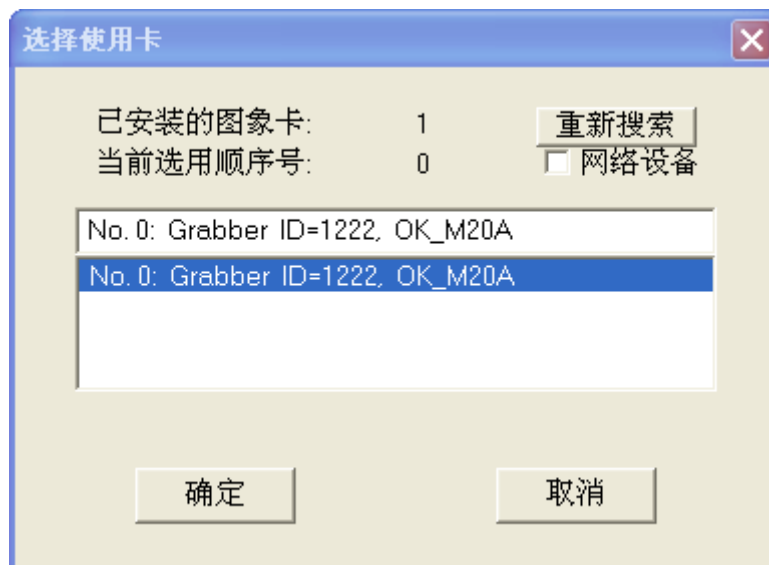 选择使用卡
已安装的图象卡: 1 重新搜索
当前选用顺序号: 0 网络设备
No. 0: Grabber ID=1222, OK_M20A
No. 0: Grabber ID=1222, OK_M20A
确定 取消